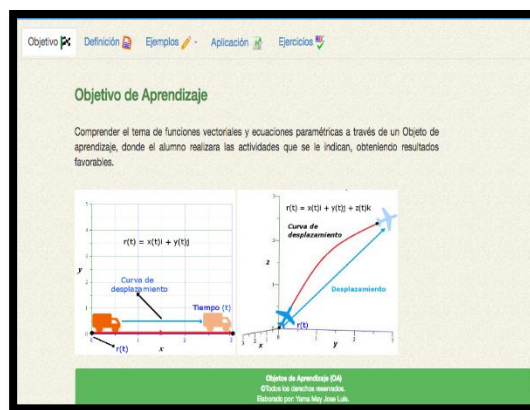 Objetivo Definición Ejemplos Aplicación Ejercicios
Objetivo de Aprendizaje
Comprender el tema de funciones vectoriales y ecuaciones paramétricas a través de un Objeto de
aprendizaje, donde el alumno realizara las actividades que se le indican, obteniendo resultados
favorables.
r(t) = x(t)i + y(t)j
Curva de
desplazamiento
Tiempo (t)
y
r(t)
x
r(t) = x(t)i + y(t)j + z(t)k
Curva de
desplazamiento
z
Desplazamiento
r(t)
x
y
Objetos de Aprendizaje (OA)
©Todos los derechos reservados.
Elaborado por: Yama May Jose Luis.